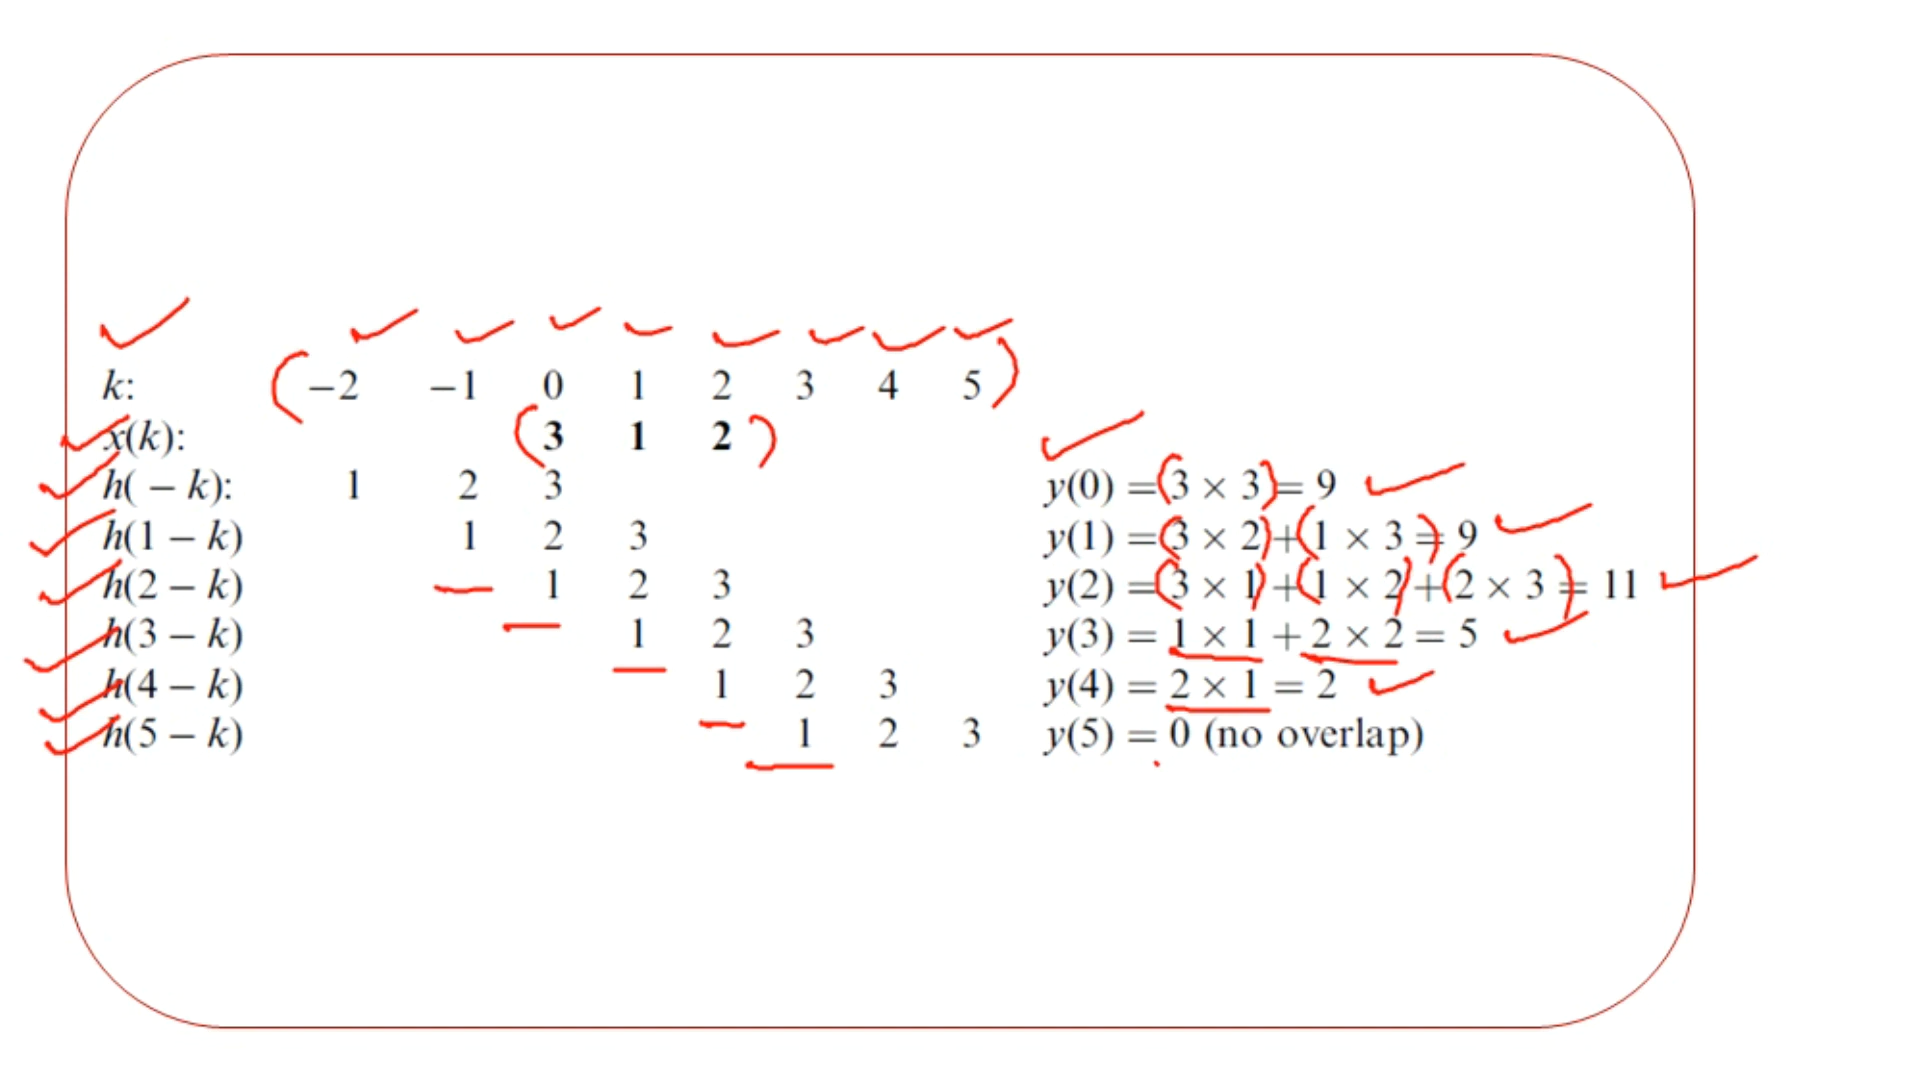 k: −2 −1 0 1 2 3 4 5
x(k): 3 1 2
h( − k): 1 2 3 y(0) = 3 × 3 = 9
h(1 − k) 1 2 3 y(1) = 3 × 2 + 1 × 3 = 9
h(2 − k) 1 2 3 y(2) = 3 × 1 + 1 × 2 + 2 × 3 = 11
h(3 − k) 1 2 3 y(3) = 1 × 1 + 2 × 2 = 5
h(4 − k) 1 2 3 y(4) = 2 × 1 = 2
h(5 − k) 1 2 3 y(5) = 0 (no overlap)